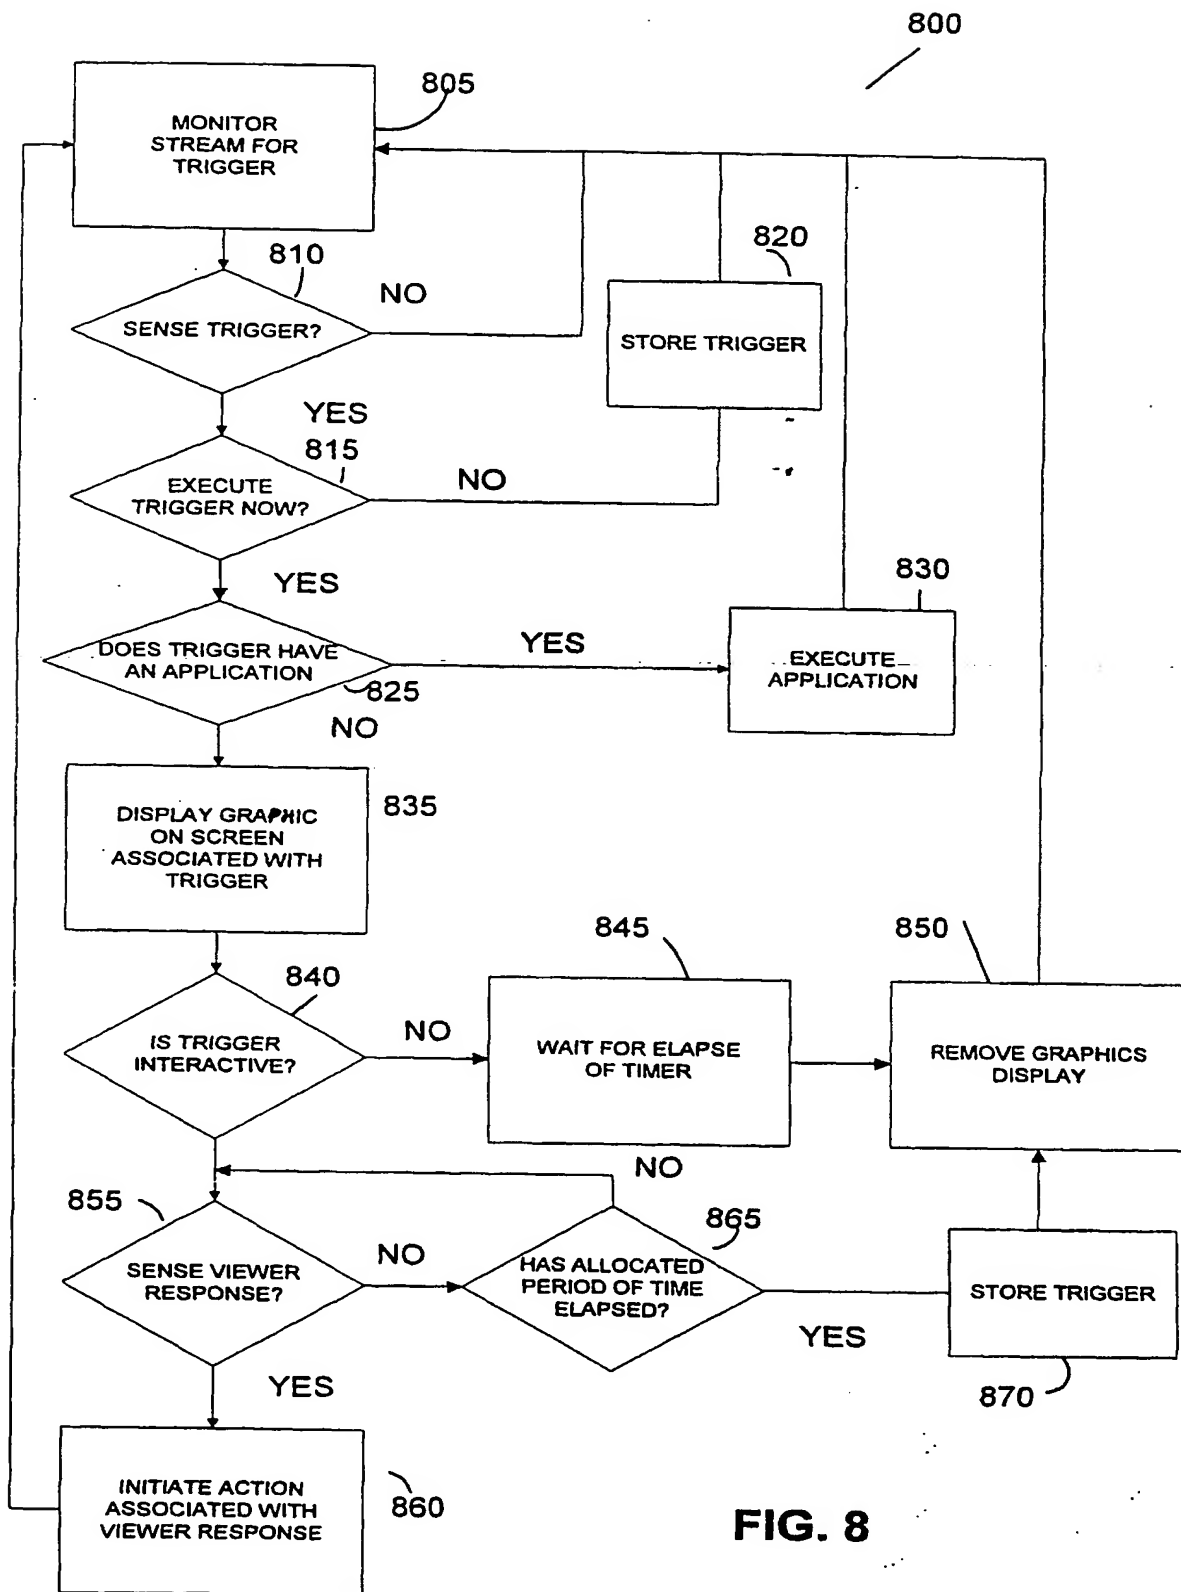 800
805
MONITOR
STREAM FOR
TRIGGER
810
NO
SENSE TRIGGER?
820
STORE TRIGGER
YES
815
NO
EXECUTE
TRIGGER NOW?
YES
830
DOES TRIGGER HAVE
AN APPLICATION
825
YES
EXECUTE
APPLICATION
NO
835
DISPLAY GRAPHIC
ON SCREEN
ASSOCIATED WITH
TRIGGER
840
845
850
IS TRIGGER
INTERACTIVE?
NO
WAIT FOR ELAPSE
OF TIMER
REMOVE GRAPHICS
DISPLAY
NO
855
865
SENSE VIEWER
RESPONSE?
NO
HAS ALLOCATED
PERIOD OF TIME
ELAPSED?
YES
STORE TRIGGER
870
YES
INITIATE ACTION
ASSOCIATED WITH
VIEWER RESPONSE
860
FIG. 8